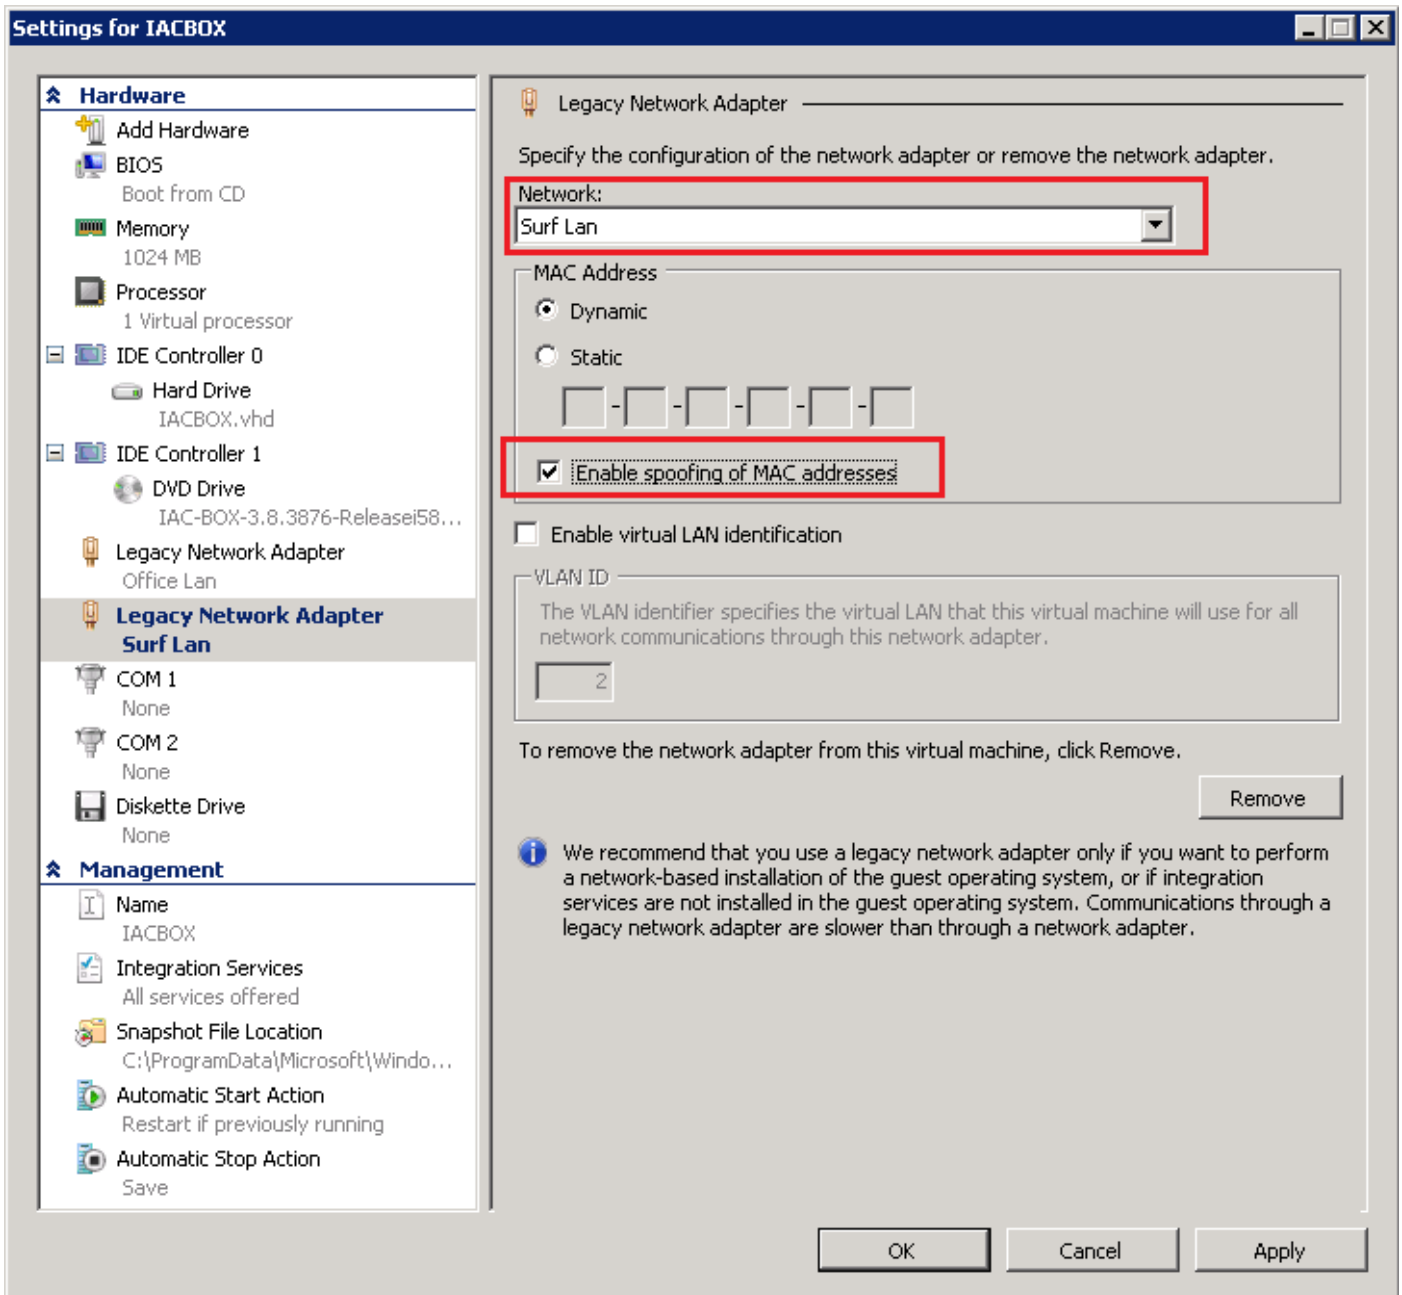 Settings for IACBOX
Hardware
Add Hardware
BIOS
Boot from CD
Memory
1024 MB
Processor
1 Virtual processor
IDE Controller 0
Hard Drive
IACBOX.vhd
IDE Controller 1
DVD Drive
IAC-BOX-3.8.3876-Releasei58...
Legacy Network Adapter
Office Lan
Legacy Network Adapter
Surf Lan
COM 1
None
COM 2
None
Diskette Drive
None
Management
Name
IACBOX
Integration Services
All services offered
Snapshot File Location
C:\ProgramData\Microsoft\Windo...
Automatic Start Action
Restart if previously running
Automatic Stop Action
Save
Legacy Network Adapter
Specify the configuration of the network adapter or remove the network adapter.
Network:
Surf Lan
MAC Address
Dynamic
Static
- - - - -
Enable spoofing of MAC addresses
Enable virtual LAN identification
VLAN ID
The VLAN identifier specifies the virtual LAN that this virtual machine will use for all
network communications through this network adapter.
2
To remove the network adapter from this virtual machine, click Remove.
Remove
We recommend that you use a legacy network adapter only if you want to perform
a network-based installation of the guest operating system, or if integration
services are not installed in the guest operating system. Communications through a
legacy network adapter are slower than through a network adapter.
OK
Cancel
Apply